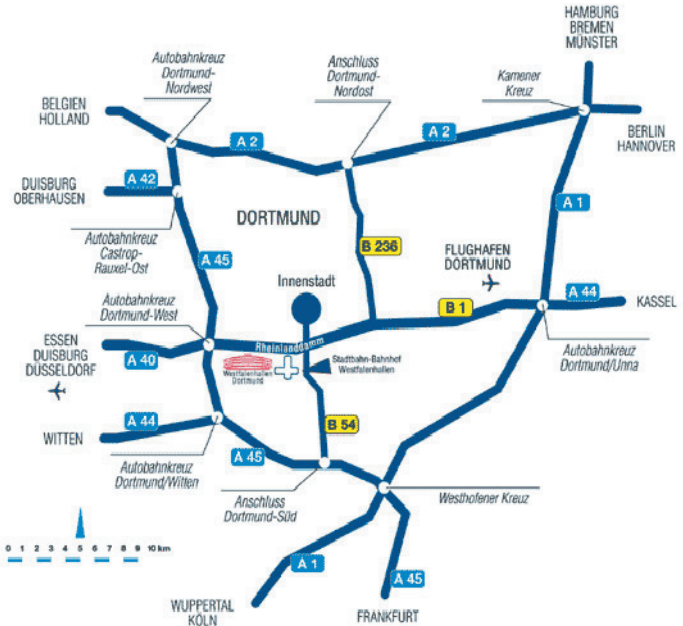 HAMBURG
BREMEN
MÜNSTER
Autobahnkreuz
Dortmund-
Nordwest
Anschluss
Dortmund-
Nordost
Kamener
Kreuz
BELGIEN
HOLLAND
A 2
A 2
BERLIN
HANNOVER
DUISBURG
OBERHAUSEN
A 42
A 1
DORTMUND
Autobahnkreuz
Castrop-
Rauxel-Ost
A 45
B 236
FLUGHAFEN
DORTMUND
Innenstadt
Autobahnkreuz
Dortmund-West
B 1
A 44
KASSEL
ESSEN
DUISBURG
DÜSSELDORF
A 40
Rheinlanddamm
Westfalenhallen
Dortmund
Stadtbahn-Bahnhof
Westfalenhallen
Autobahnkreuz
Dortmund/Unna
WITTEN
A 44
B 54
Autobahnkreuz
Dortmund/Witten
A 45
Anschluss
Dortmund-Süd
Westhofener Kreuz
0 1 2 3 4 5 6 7 8 9 10 km
A 1
A 45
WUPPERTAL
KÖLN
FRANKFURT